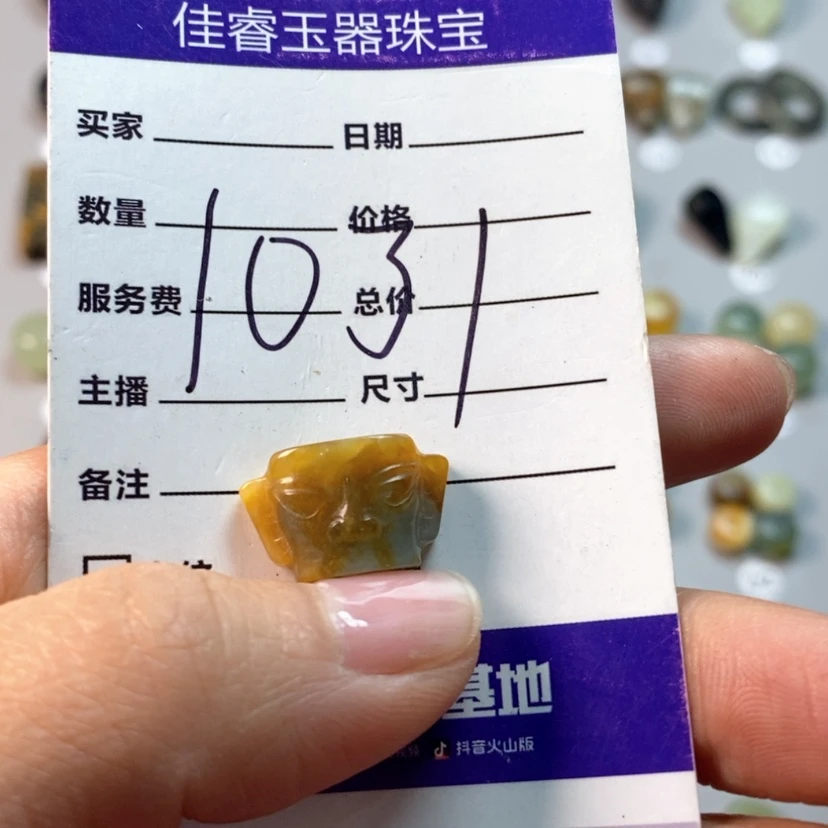 佳睿玉器珠宝
买家 日期
数量 价格
1031
服务费 总价
主播 尺寸
备注
基地
抖音火山版